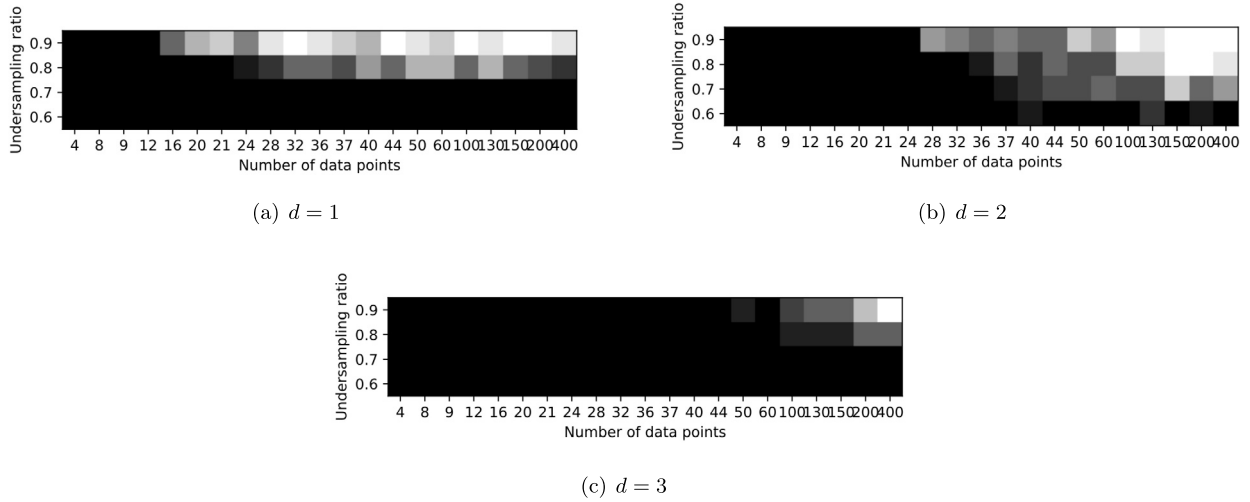 Undersampling ratio
0.9
0.8
0.7
0.6
4 8 9 12 16 20 21 24 28 32 36 37 40 44 50 60 100 130 150 200 400
Number of data points
(a) d = 1
Undersampling ratio
0.9
0.8
0.7
0.6
4 8 9 12 16 20 21 24 28 32 36 37 40 44 50 60 100 130 150 200 400
Number of data points
(b) d = 2
Undersampling ratio
0.9
0.8
0.7
0.6
4 8 9 12 16 20 21 24 28 32 36 37 40 44 50 60 100 130 150 200 400
Number of data points
(c) d = 3